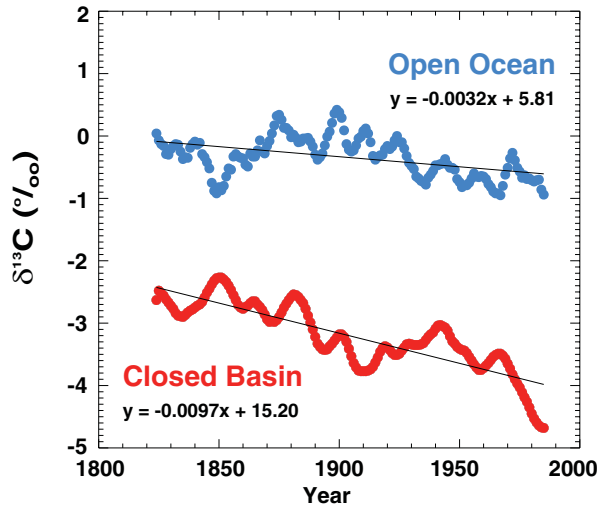 2
1
0
-1
-2
-3
-4
-5
δ¹³C (°/oo)
Open Ocean
y = -0.0032x + 5.81
Closed Basin
y = -0.0097x + 15.20
1800 1850 1900 1950 2000
Year